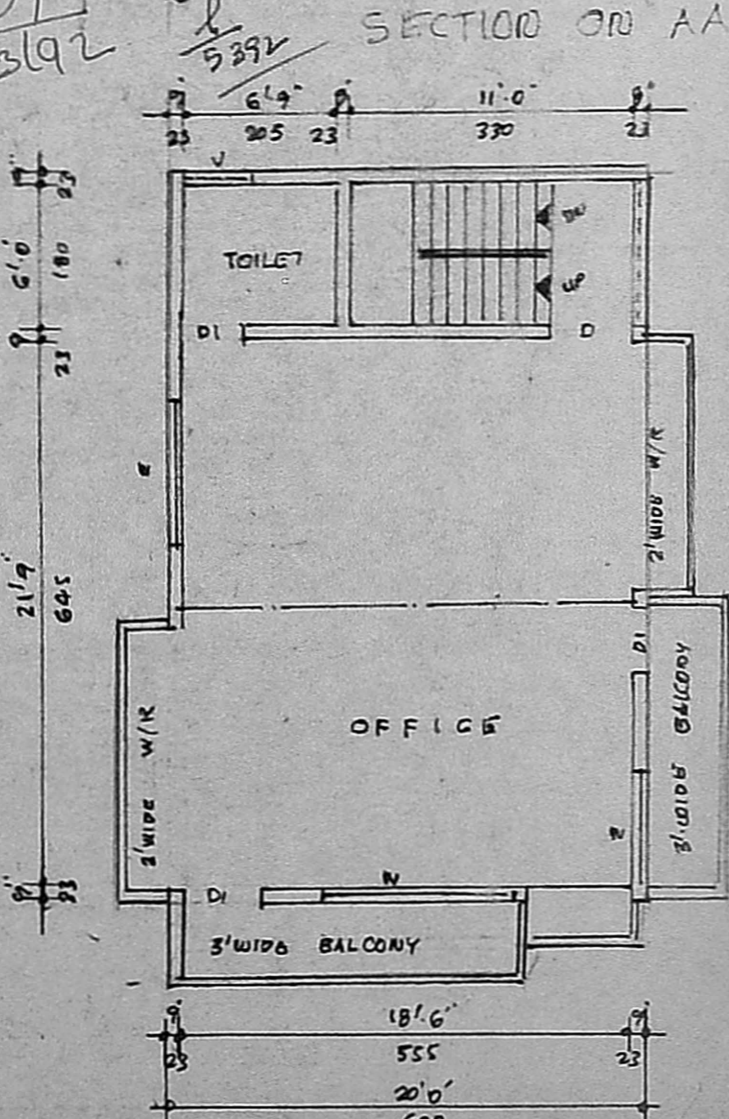 3192
5392
SECTION ON AA
9" 6'-9" 9" 11'-0" 9"
23 205 23 330 23
V
9"
23
TOILET
DN
UP
6'0"
180
D1
D
9"
23
2'WIDE W/R
21'9"
645
D1
OFFICE
2'WIDE W/R
3'WIDE BALCONY
9"
23
D1
3'WIDE BALCONY
9" 18'-6" 9"
23 555 23
20'0"